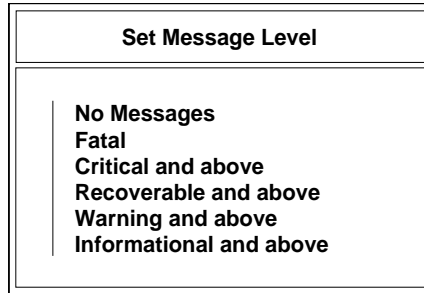 Set Message Level
No Messages
Fatal
Critical and above
Recoverable and above
Warning and above
Informational and above